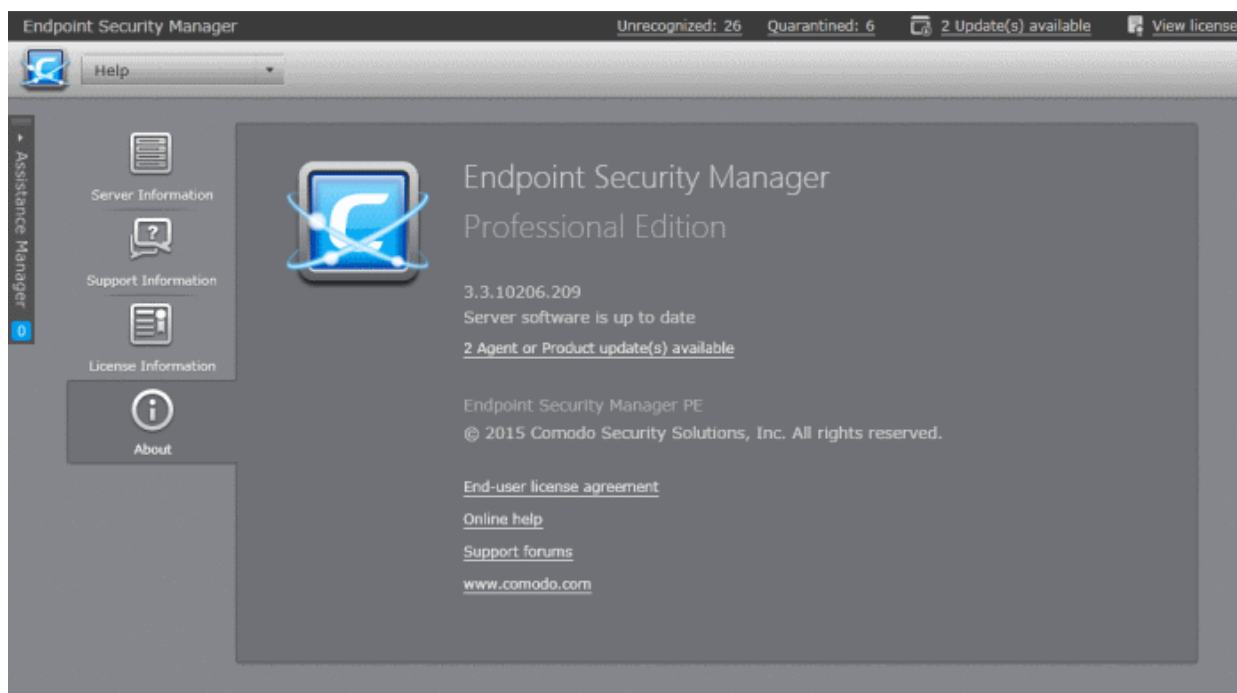 Endpoint Security Manager
Unrecognized: 26 Quarantined: 6 2 Update(s) available View license
Help
Assistance Manager
0
Server Information
Support Information
License Information
About
Endpoint Security Manager
Professional Edition
3.3.10206.209
Server software is up to date
2 Agent or Product update(s) available
Endpoint Security Manager PE
© 2015 Comodo Security Solutions, Inc. All rights reserved.
End-user license agreement
Online help
Support forums
www.comodo.com